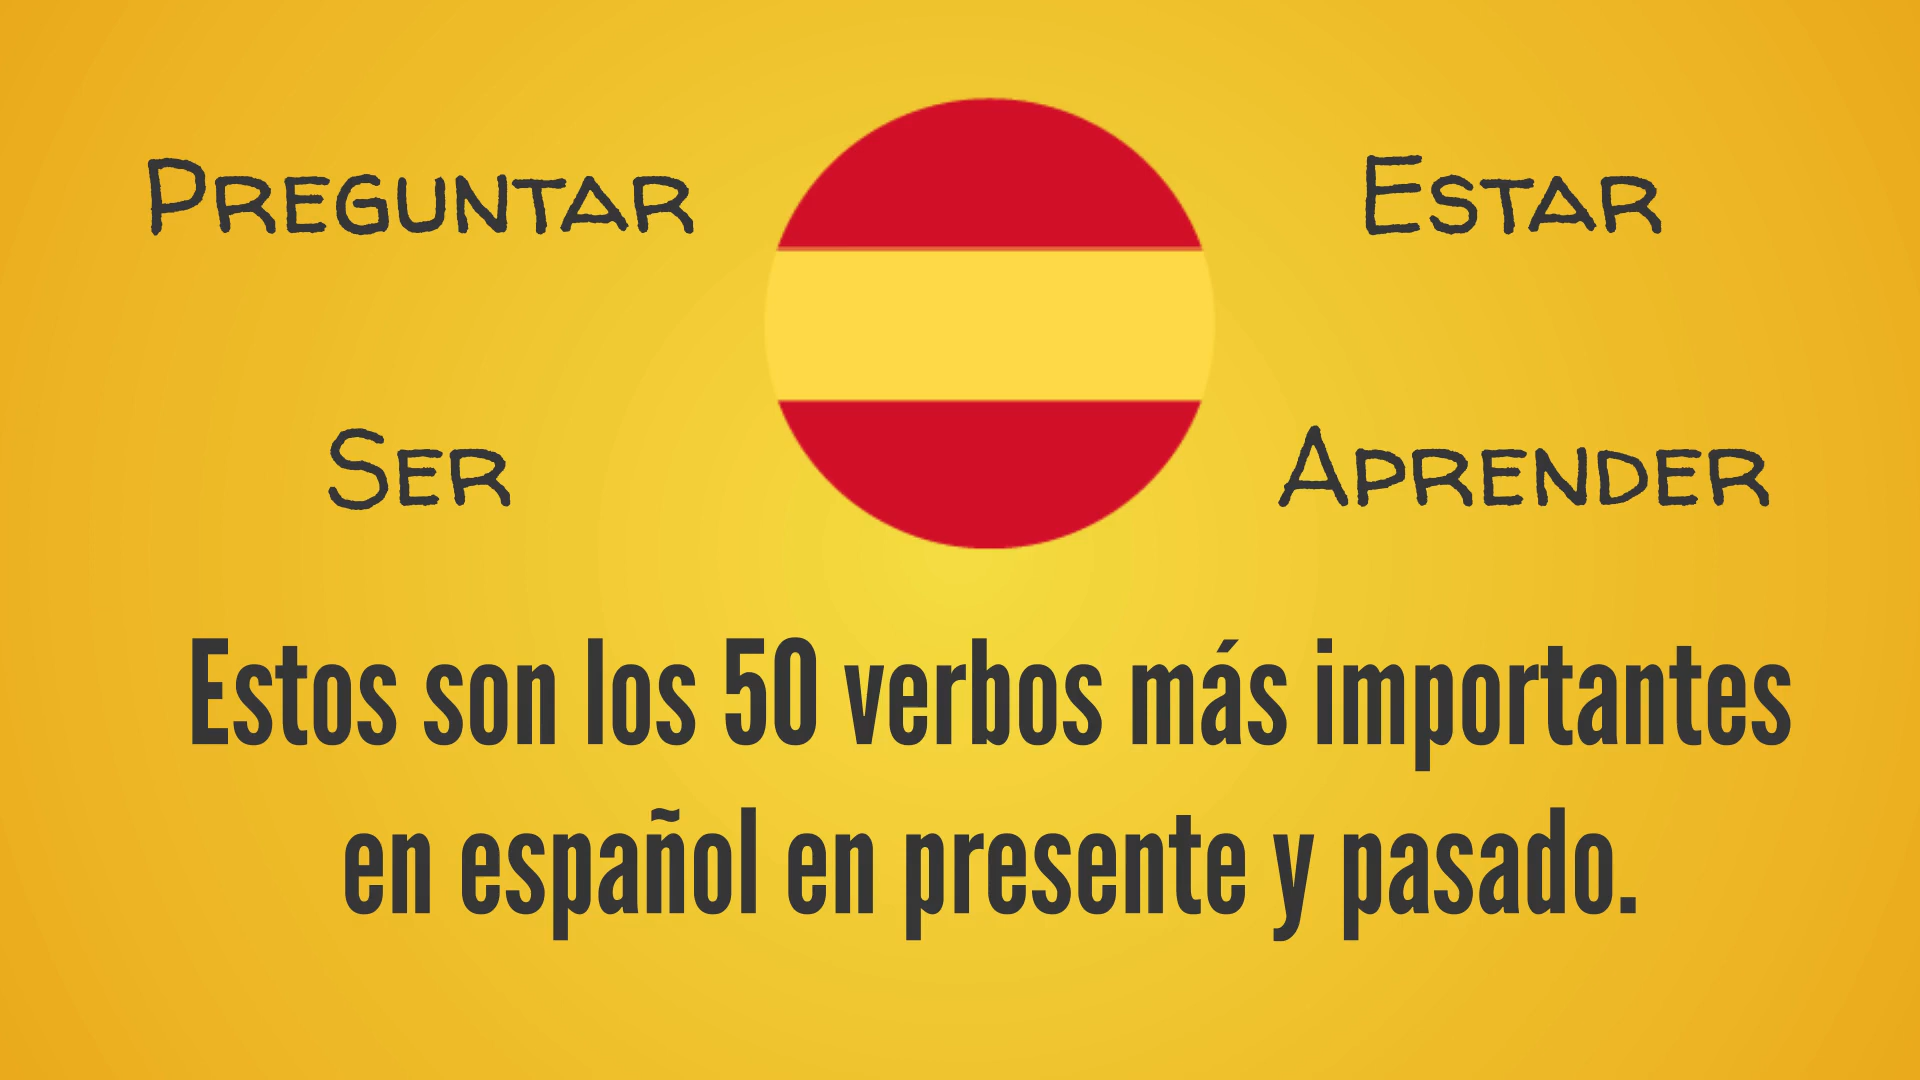 Preguntar
Estar
Ser
Aprender
Estos son los 50 verbos más importantes
en español en presente y pasado.